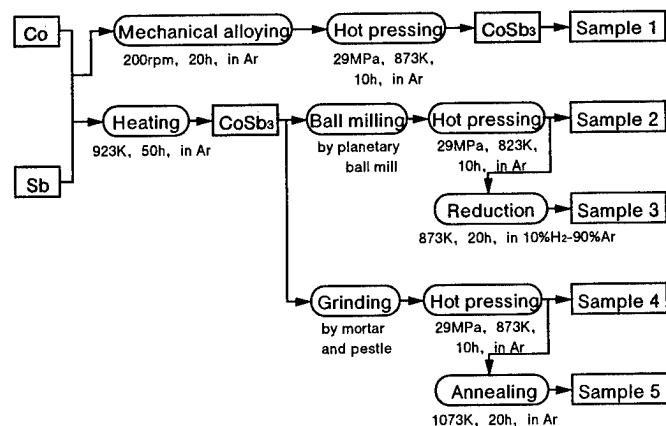 Co
Mechanical alloying
Hot pressing
CoSb₃
Sample 1
200rpm, 20h, in Ar
29MPa, 873K,
10h, in Ar
Heating
CoSb₃
Ball milling
Hot pressing
Sample 2
923K, 50h, in Ar
by planetary
ball mill
29MPa, 823K,
10h, in Ar
Sb
Reduction
Sample 3
873K, 20h, in 10%H₂-90%Ar
Grinding
Hot pressing
Sample 4
by mortar
and pestle
29MPa, 873K,
10h, in Ar
Annealing
Sample 5
1073K, 20h, in Ar